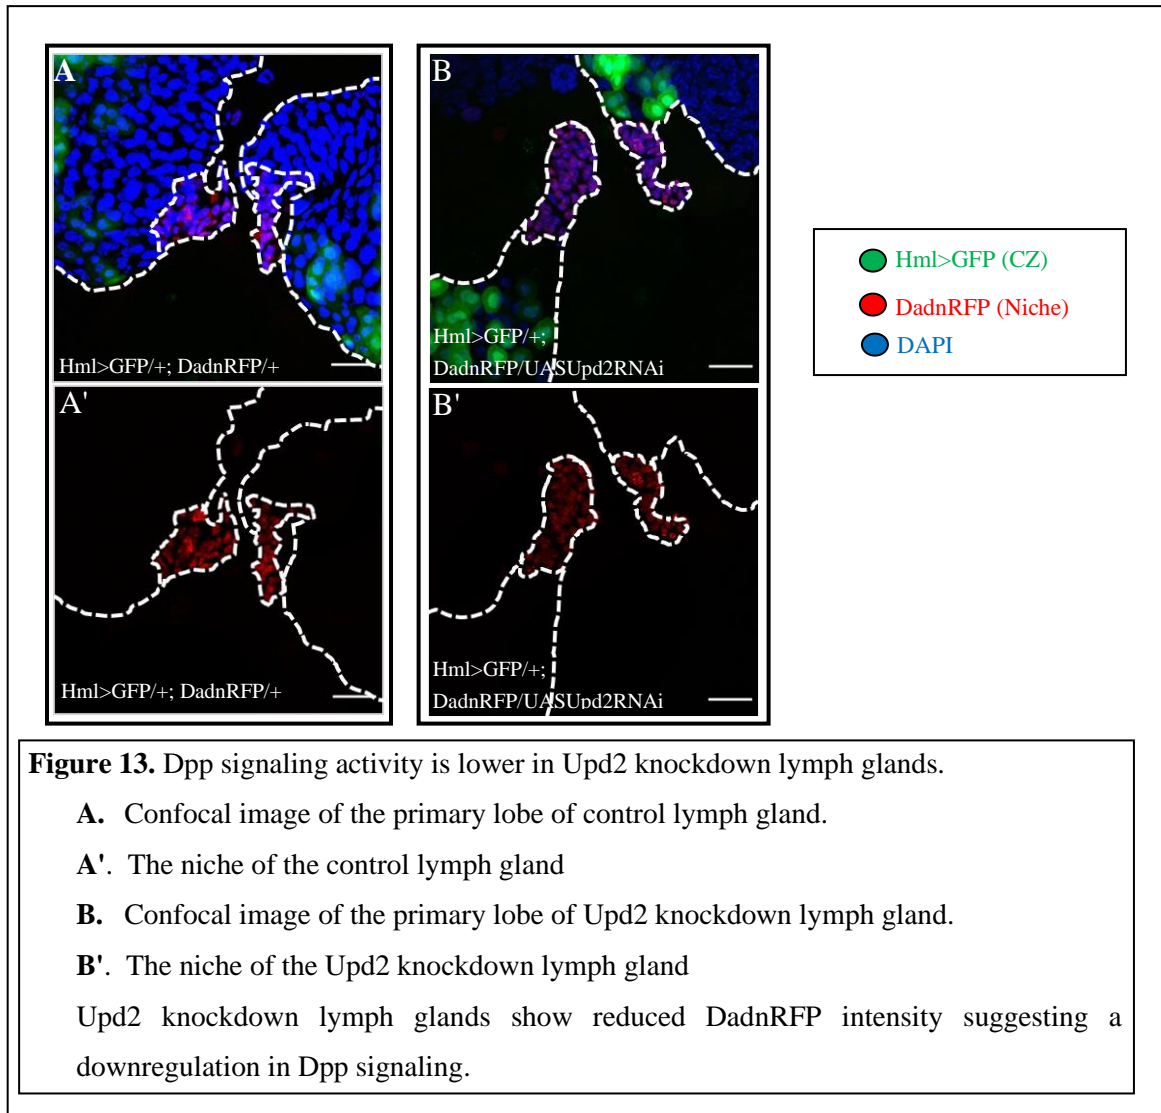 A
B
Hml>GFP/+; DadnRFP/+
Hml>GFP/+;
DadnRFP/UASUpd2RNAi
A'
B'
Hml>GFP/+; DadnRFP/+
Hml>GFP/+;
DadnRFP/UASUpd2RNAi
Hml>GFP (CZ)
DadnRFP (Niche)
DAPI
Figure 13. Dpp signaling activity is lower in Upd2 knockdown lymph glands.
A. Confocal image of the primary lobe of control lymph gland.
A'. The niche of the control lymph gland
B. Confocal image of the primary lobe of Upd2 knockdown lymph gland.
B'. The niche of the Upd2 knockdown lymph gland
Upd2 knockdown lymph glands show reduced DadnRFP intensity suggesting a
downregulation in Dpp signaling.